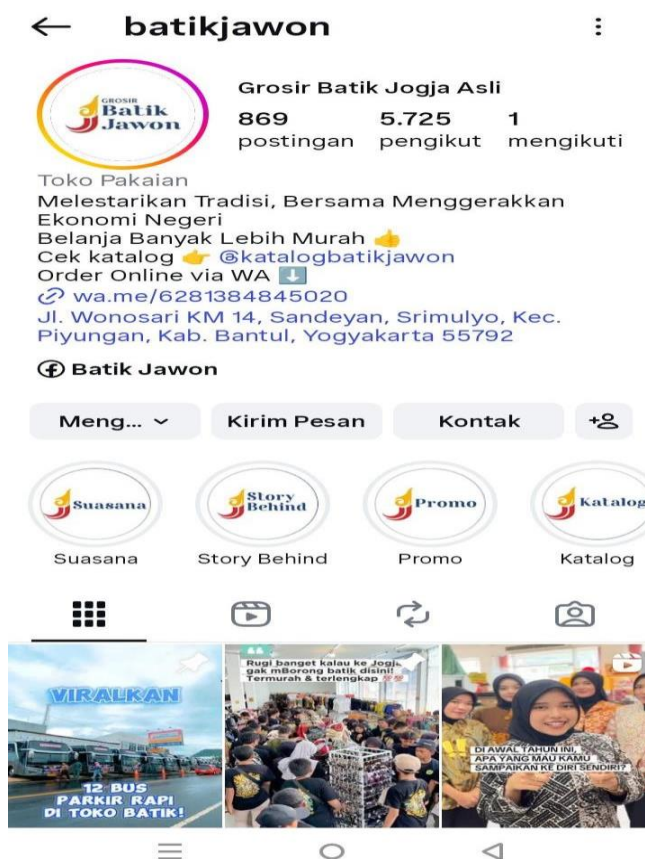 batikjawon
GROSIR
Batik
Jawon
Grosir Batik Jogja Asli
869 5.725 1
postingan pengikut mengikuti
Toko Pakaian
Melestarikan Tradisi, Bersama Menggerakkan
Ekonomi Negeri
Belanja Banyak Lebih Murah 👍
Cek katalog 👉 @katalogbatikjawon
Order Online via WA ⬇️
wa.me/6281384845020
Jl. Wonosari KM 14, Sandeyan, Srimulyo, Kec.
Piyungan, Kab. Bantul, Yogyakarta 55792
Batik Jawon
Meng... Kirim Pesan Kontak
Suasana
Story
Behind
Promo
Katalog
Suasana Story Behind Promo Katalog
VIRALKAN
12 BUS
PARKIR RAPI
DI TOKO BATIK!
Rugi banget kalau ke Jogja
gak mBorong batik disini!
Termurah & terlengkap 💯💯
DI AWAL TAHUN INI,
APA YANG MAU KAMU
SAMPAIKAN KE DIRI SENDIRI?